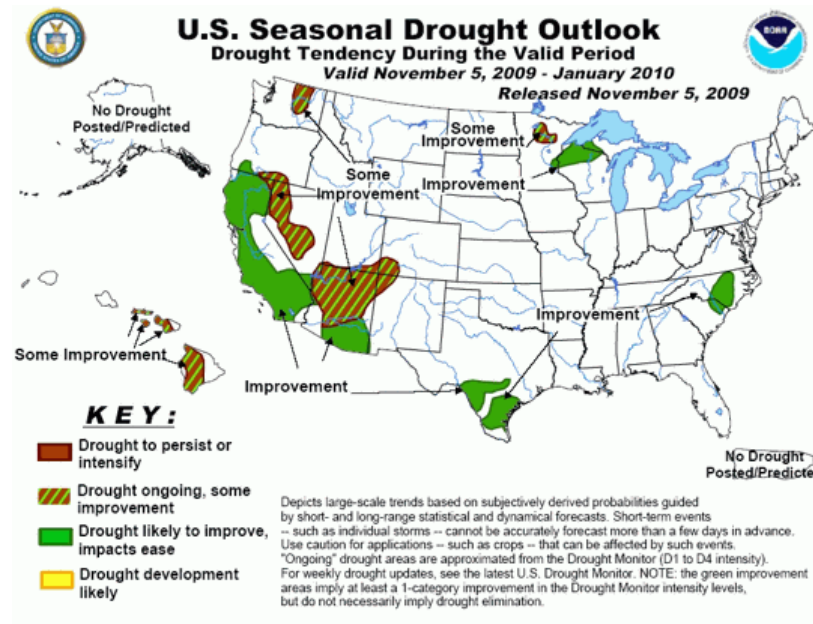 U.S. Seasonal Drought Outlook
Drought Tendency During the Valid Period
Valid November 5, 2009 - January 2010
Released November 5, 2009
NOAA
No Drought
Posted/Predicted
Some
Improvement
Some
Improvement
Improvement
Improvement
Some Improvement
Improvement
No Drought
Posted/Predicte
KEY:
Drought to persist or
intensify
Drought ongoing, some
improvement
Drought likely to improve,
impacts ease
Drought development
likely
Depicts large-scale trends based on subjectively derived probabilities guided
by short- and long-range statistical and dynamical forecasts. Short-term events
-- such as individual storms -- cannot be accurately forecast more than a few days in advance.
Use caution for applications -- such as crops -- that can be affected by such events.
"Ongoing" drought areas are approximated from the Drought Monitor (D1 to D4 intensity).
For weekly drought updates, see the latest U.S. Drought Monitor. NOTE: the green improvement
areas imply at least a 1-category improvement in the Drought Monitor intensity levels,
but do not necessarily imply drought elimination.